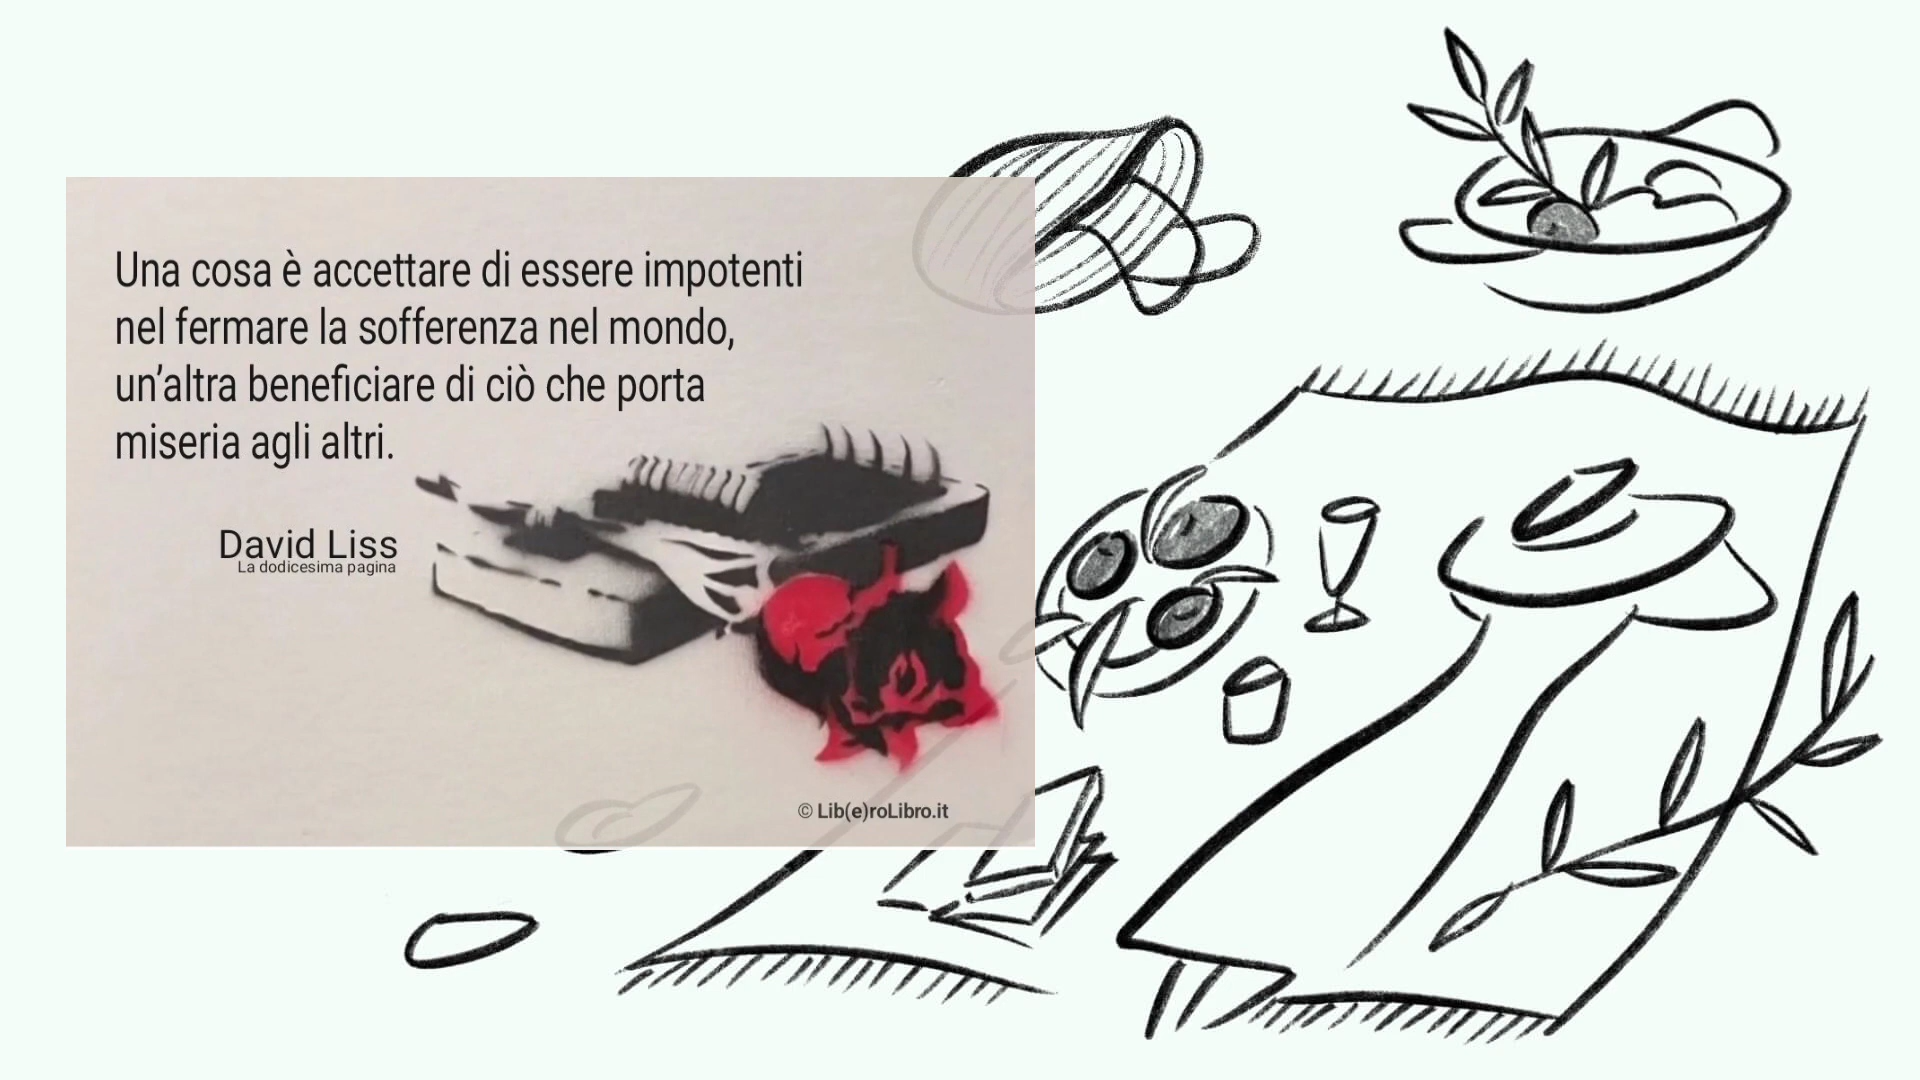 Una cosa è accettare di essere impotenti
nel fermare la sofferenza nel mondo,
un’altra beneficiare di ciò che porta
miseria agli altri.
David Liss
La dodicesima pagina
© Lib(e)roLibro.it